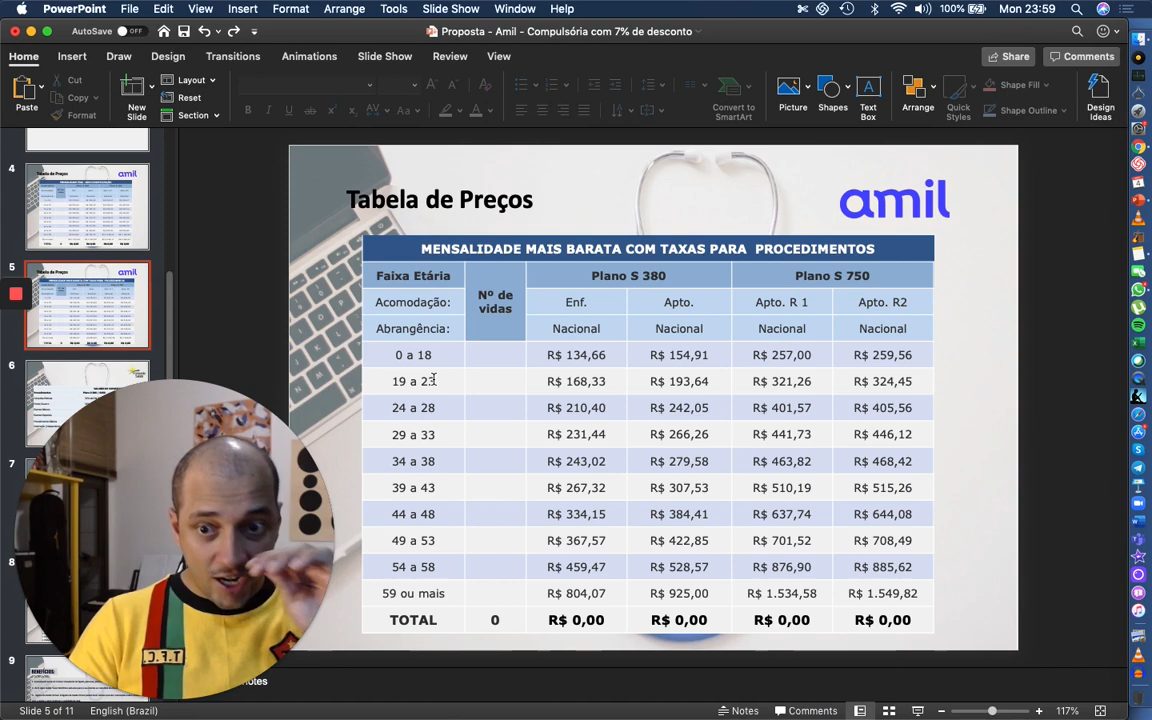 PowerPoint File Edit View Insert Format Arrange Tools Slide Show Window Help 100% Mon 23:59
AutoSave OFF Proposta - Amil - Compulsória com 7% de desconto
Home Insert Draw Design Transitions Animations Slide Show Review View Share Comments
Paste Cut Copy Format
New Slide Layout Reset Section
Convert to SmartArt
Picture Shapes Text Box Arrange Quick Styles Shape Fill Shape Outline Design Ideas
4
5
6
7
8
9
Tabela de Preços
amil
MENSALIDADE MAIS BARATA COM TAXAS PARA PROCEDIMENTOS
Faixa Etária Nº de vidas Plano S 380 Plano S 750
Acomodação: Enf. Apto. Apto. R 1 Apto. R2
Abrangência: Nacional Nacional Nacional Nacional
0 a 18 R$ 134,66 R$ 154,91 R$ 257,00 R$ 259,56
19 a 23 R$ 168,33 R$ 193,64 R$ 321,26 R$ 324,45
24 a 28 R$ 210,40 R$ 242,05 R$ 401,57 R$ 405,56
29 a 33 R$ 231,44 R$ 266,26 R$ 441,73 R$ 446,12
34 a 38 R$ 243,02 R$ 279,58 R$ 463,82 R$ 468,42
39 a 43 R$ 267,32 R$ 307,53 R$ 510,19 R$ 515,26
44 a 48 R$ 334,15 R$ 384,41 R$ 637,74 R$ 644,08
49 a 53 R$ 367,57 R$ 422,85 R$ 701,52 R$ 708,49
54 a 58 R$ 459,47 R$ 528,57 R$ 876,90 R$ 885,62
59 ou mais R$ 804,07 R$ 925,00 R$ 1.534,58 R$ 1.549,82
TOTAL 0 R$ 0,00 R$ 0,00 R$ 0,00 R$ 0,00
T.F.C.
notes
Slide 5 of 11 English (Brazil) Notes Comments 117%